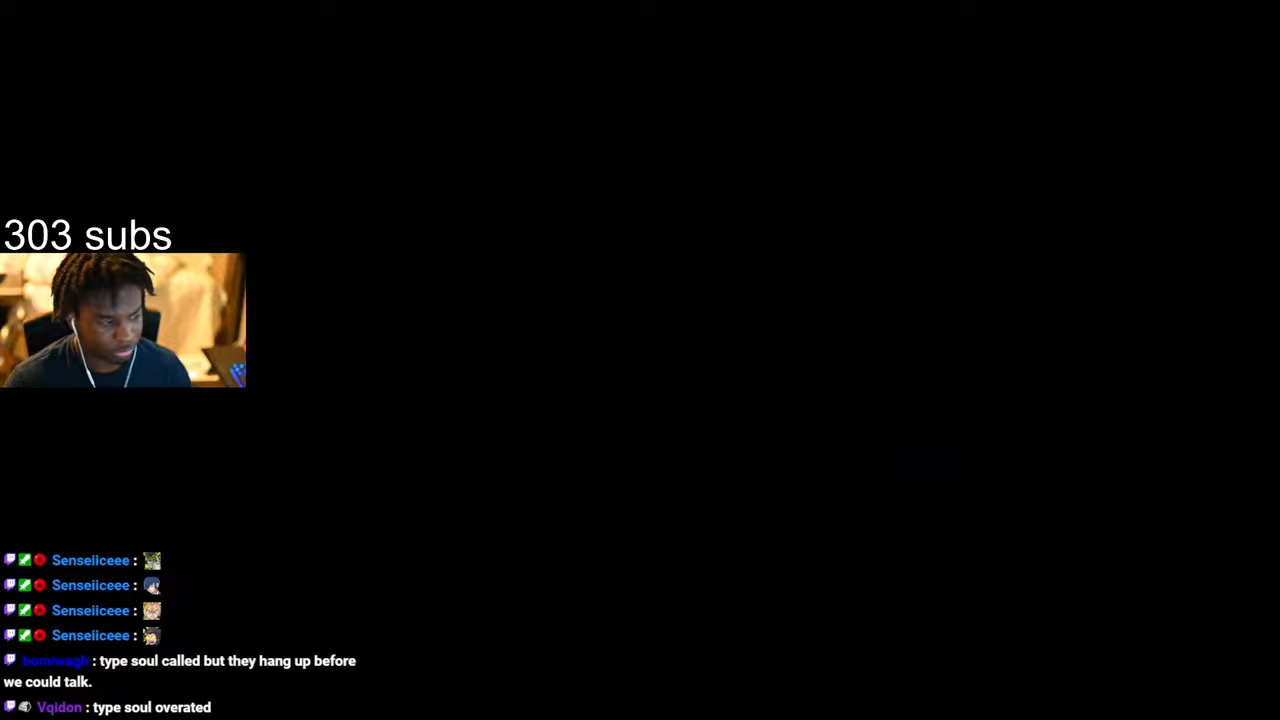 303 subs
Senseiiceee :
Senseiiceee :
Senseiiceee :
Senseiiceee :
bomiwagh : type soul called but they hang up before
we could talk.
Vqidon : type soul overated